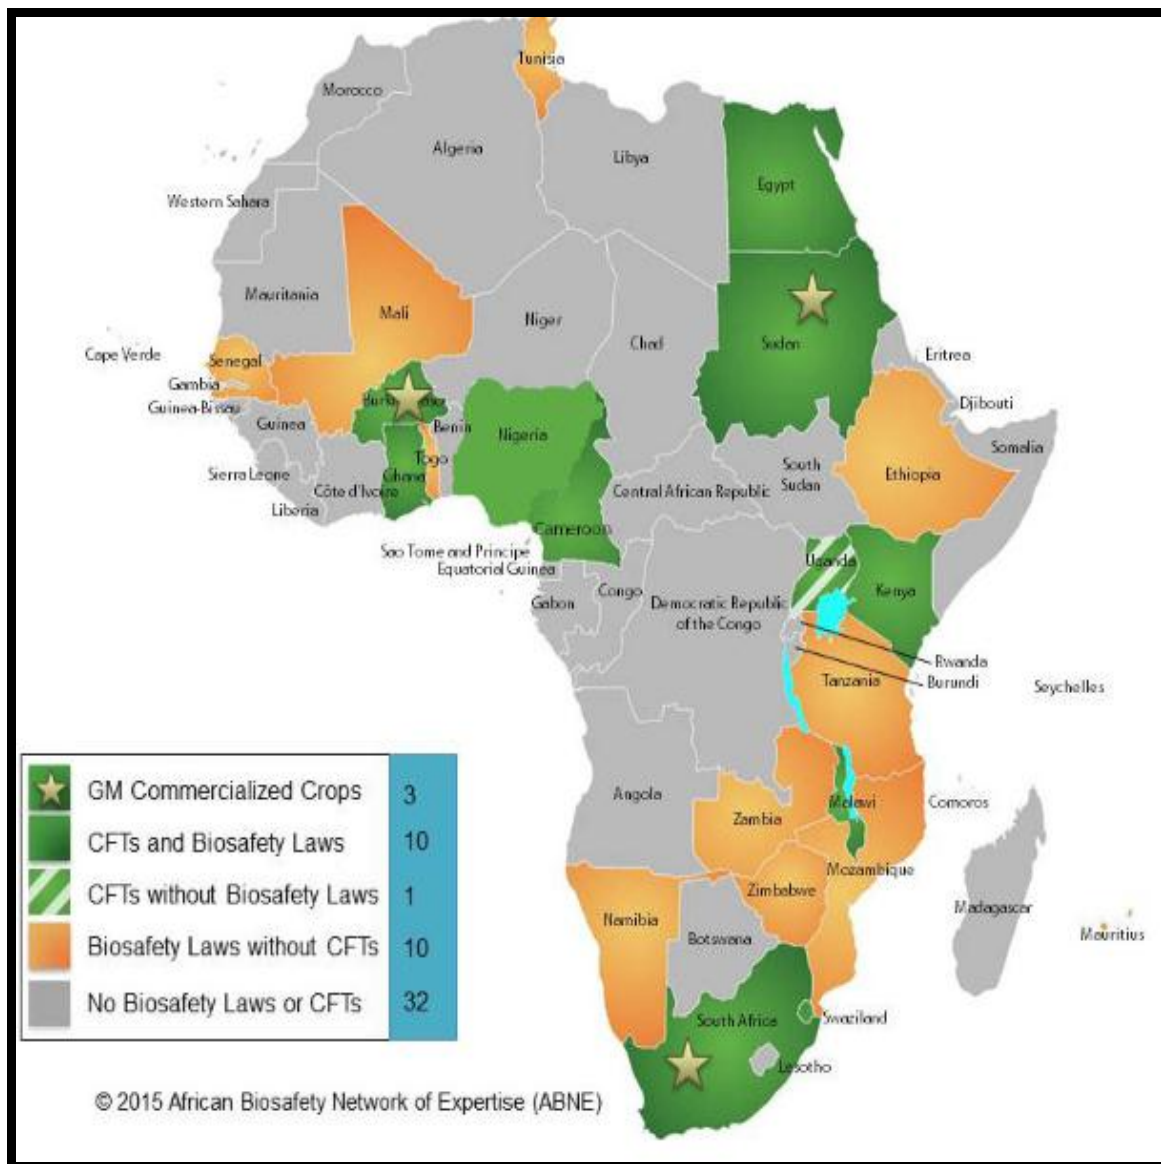 Tunisia
Morocco
Algeria
Libya
Egypt
Western Sahara
Mauritania
Mali
Niger
Chad
Sudan
Cape Verde
Senegal
Gambia
Guinea-Bissau
Guinea
Sierra Leone
Liberia
Côte d'Ivoire
Ghana
Togo
Benin
Nigeria
Cameroon
Eritrea
Djibouti
Somalia
Ethiopia
South
Sudan
Central African Republic
Sao Tome and Principe
Equatorial Guinea
Gabon
Congo
Democratic Republic
of the Congo
Uganda
Kenya
Rwanda
Burundi
Tanzania
Seychelles
Angola
Zambia
Malawi
Comoros
Mozambique
Zimbabwe
Namibia
Botswana
Madagascar
Mauritius
South Africa
Swaziland
Lesotho
GM Commercialized Crops 3
CFTs and Biosafety Laws 10
CFTs without Biosafety Laws 1
Biosafety Laws without CFTs 10
No Biosafety Laws or CFTs 32
© 2015 African Biosafety Network of Expertise (ABNE)